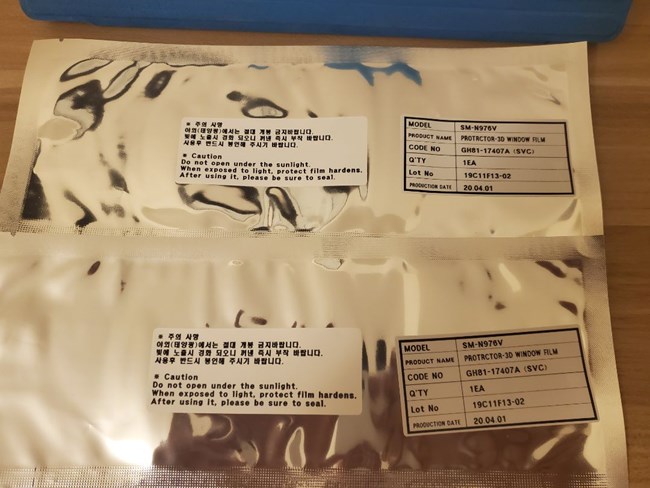 ※ 주의 사명
야외(태양광)에서는 절대 개봉 금지바랍니다.
빛에 노출시 경화 되오니 꺼낸 즉시 부착 바랍니다.
사용후 반드시 봉인해 주시기 바랍니다.
※ Caution
Do not open under the sunlight.
When exposed to light, protect film hardens.
After using it, please be sure to seal.
MODEL SM-N976V
PRODUCT NAME PROTRCTOR-3D WINDOW FILM
CODE NO GH81-17407A (SVC)
Q'TY 1EA
Lot No 19C11F13-02
PRODUCTION DATE 20.04.01
※ 주의 사명
야외(태양광)에서는 절대 개봉 금지바랍니다.
빛에 노출시 경화 되오니 꺼낸 즉시 부착 바랍니다.
사용후 반드시 봉인해 주시기 바랍니다.
※ Caution
Do not open under the sunlight.
When exposed to light, protect film hardens.
After using it, please be sure to seal.
MODEL SM-N976V
PRODUCT NAME PROTRCTOR-3D WINDOW FILM
CODE NO GH81-17407A (SVC)
Q'TY 1EA
Lot No 19C11F13-02
PRODUCTION DATE 20.04.01